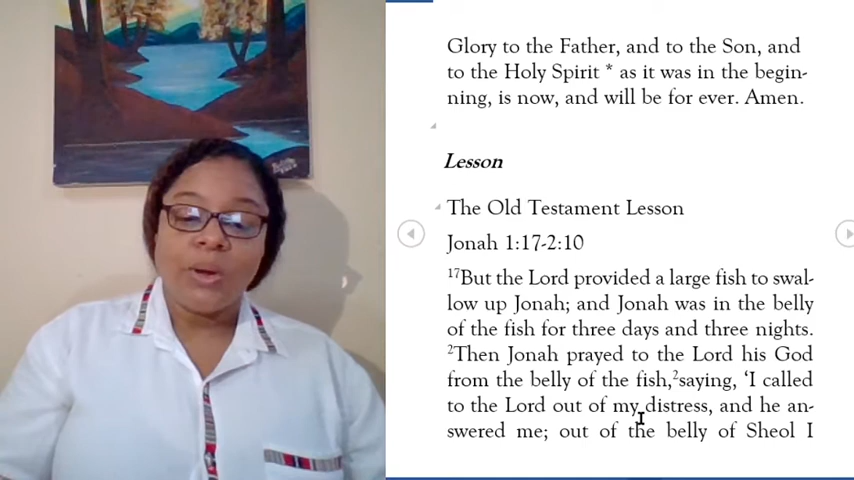 Glory to the Father, and to the Son, and
to the Holy Spirit * as it was in the begin-
ning, is now, and will be for ever. Amen.
Lesson
The Old Testament Lesson
Jonah 1:17-2:10
¹⁷But the Lord provided a large fish to swal-
low up Jonah; and Jonah was in the belly
of the fish for three days and three nights.
²Then Jonah prayed to the Lord his God
from the belly of the fish,²saying, ‘I called
to the Lord out of my distress, and he an-
swered me; out of the belly of Sheol I